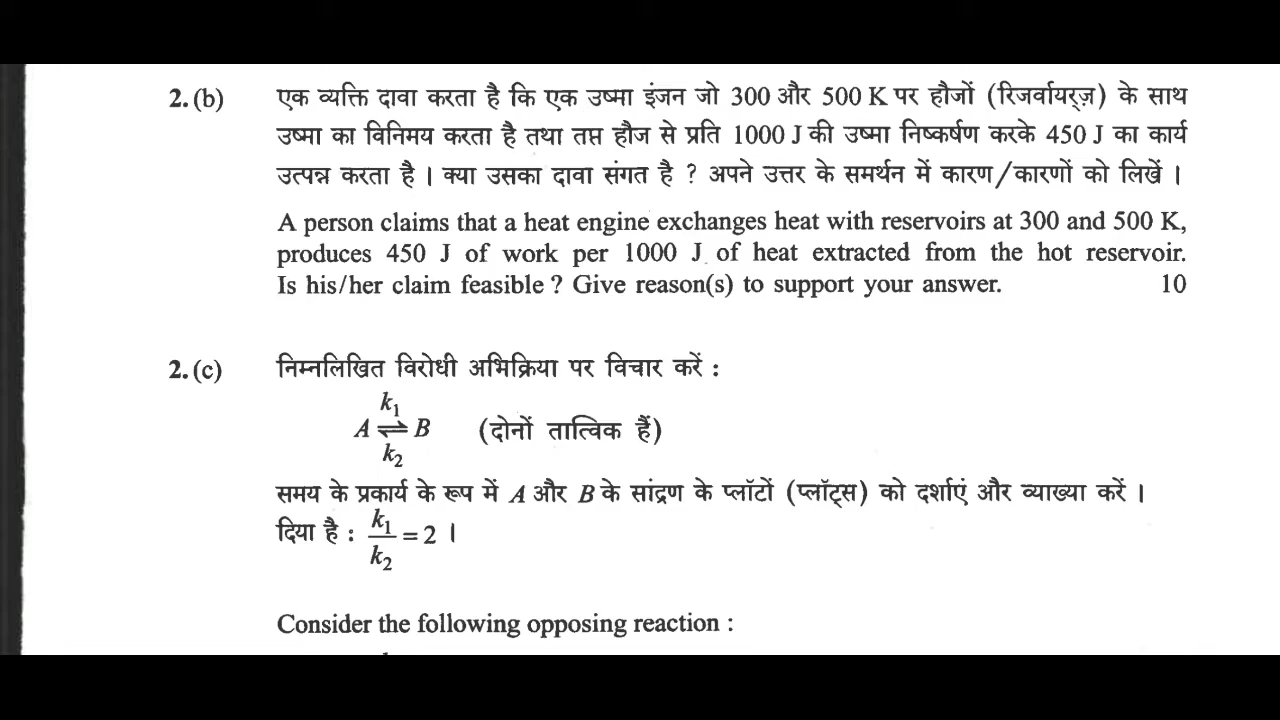 2. (b) एक व्यक्ति दावा करता है कि एक उष्मा इंजन जो 300 और 500 K पर हौजों (रिजर्वायर्ज़) के साथ
उष्मा का विनिमय करता है तथा तप्त हौज से प्रति 1000 J की उष्मा निष्कर्षण करके 450 J का कार्य
उत्पन्न करता है । क्या उसका दावा संगत है ? अपने उत्तर के समर्थन में कारण/कारणों को लिखें ।
A person claims that a heat engine exchanges heat with reservoirs at 300 and 500 K,
produces 450 J of work per 1000 J of heat extracted from the hot reservoir.
Is his/her claim feasible ? Give reason(s) to support your answer. 10
2. (c) निम्नलिखित विरोधी अभिक्रिया पर विचार करें :
k₁
A ⇌ B (दोनों तात्विक हैं)
k₂
समय के प्रकार्य के रूप में A और B के सांद्रण के प्लॉटों (प्लॉट्स) को दर्शाएं और व्याख्या करें ।
दिया है : k₁/k₂ = 2 ।
Consider the following opposing reaction :